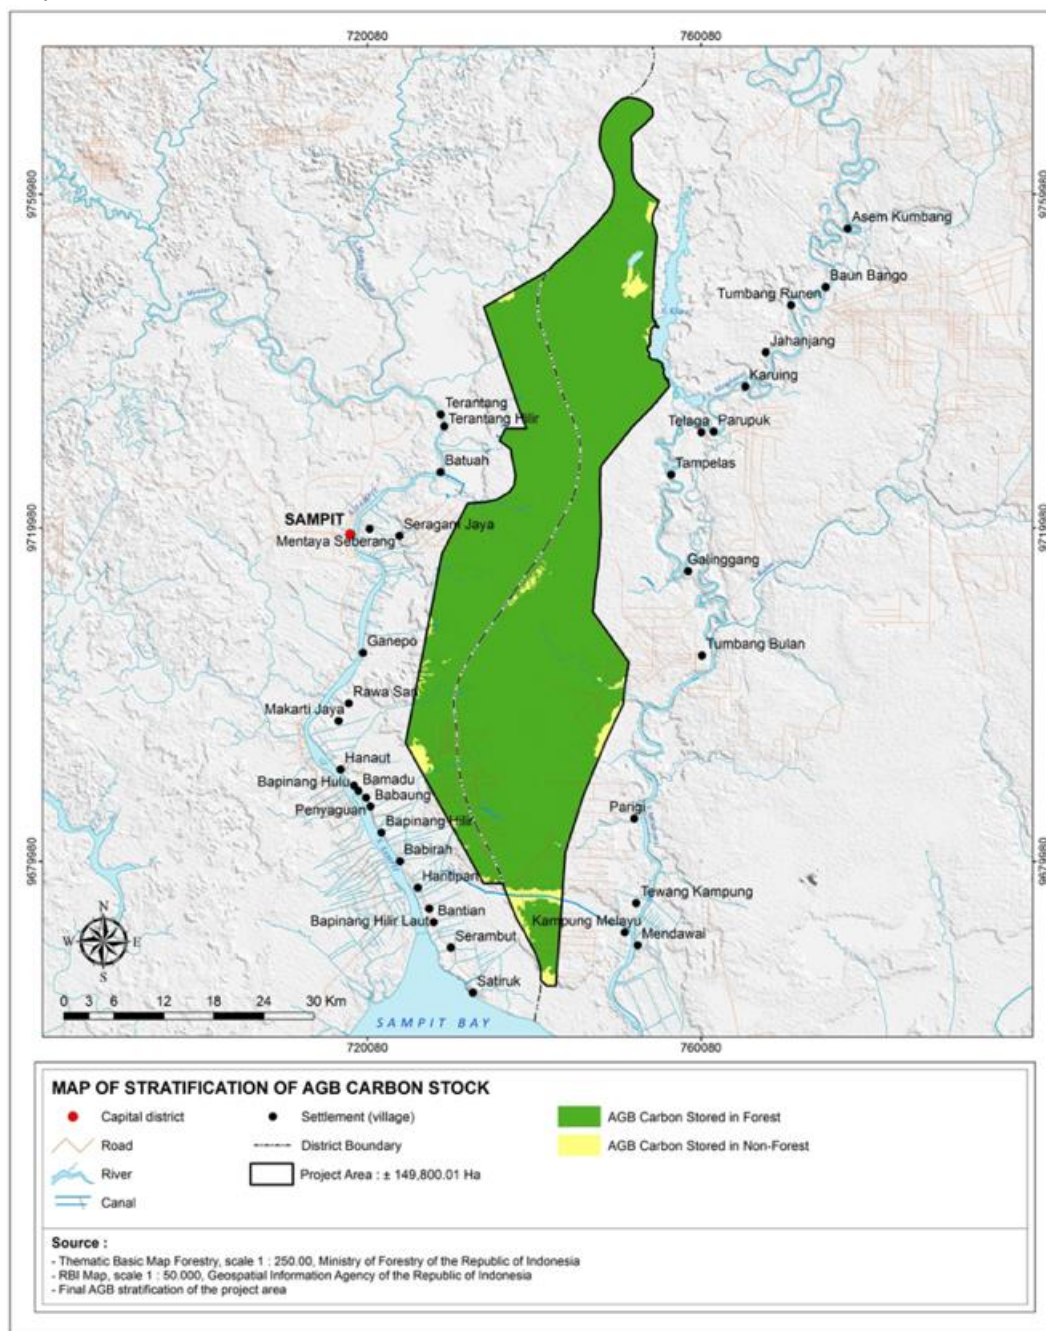 720080
760080
9759980
9759980
Asem Kumbang
Baun Bango
Tumbang Runen
Jahanjang
Karuing
Terantang
Terantang Hilir
Telaga
Parupuk
Batuah
Tampelas
SAMPIT
Seragam Jaya
Mentaya Seberang
9719980
9719980
Galinggang
Ganepo
Tumbang Bulan
Rawa Sari
Makarti Jaya
Hanaut
Bapinang Hulu
Bamadu
Babaung
Penyaguan
Parigi
Bapinang Hilir
Babirah
9679980
9679980
Hantipan
Tewang Kampung
Bantian
Bapinang Hilir Laut
Kampung Melayu
Mendawai
Serambut
Satiruk
N
W E
S
0 3 6 12 18 24 30 Km
SAMPIT BAY
720080
760080
MAP OF STRATIFICATION OF AGB CARBON STOCK
Capital district
Settlement (village)
AGB Carbon Stored in Forest
Road
District Boundary
AGB Carbon Stored in Non-Forest
River
Project Area : ± 149,800.01 Ha
Canal
Source :
- Thematic Basic Map Forestry, scale 1 : 250.00, Ministry of Forestry of the Republic of Indonesia
- RBI Map, scale 1 : 50.000, Geospatial Information Agency of the Republic of Indonesia
- Final AGB stratification of the project area